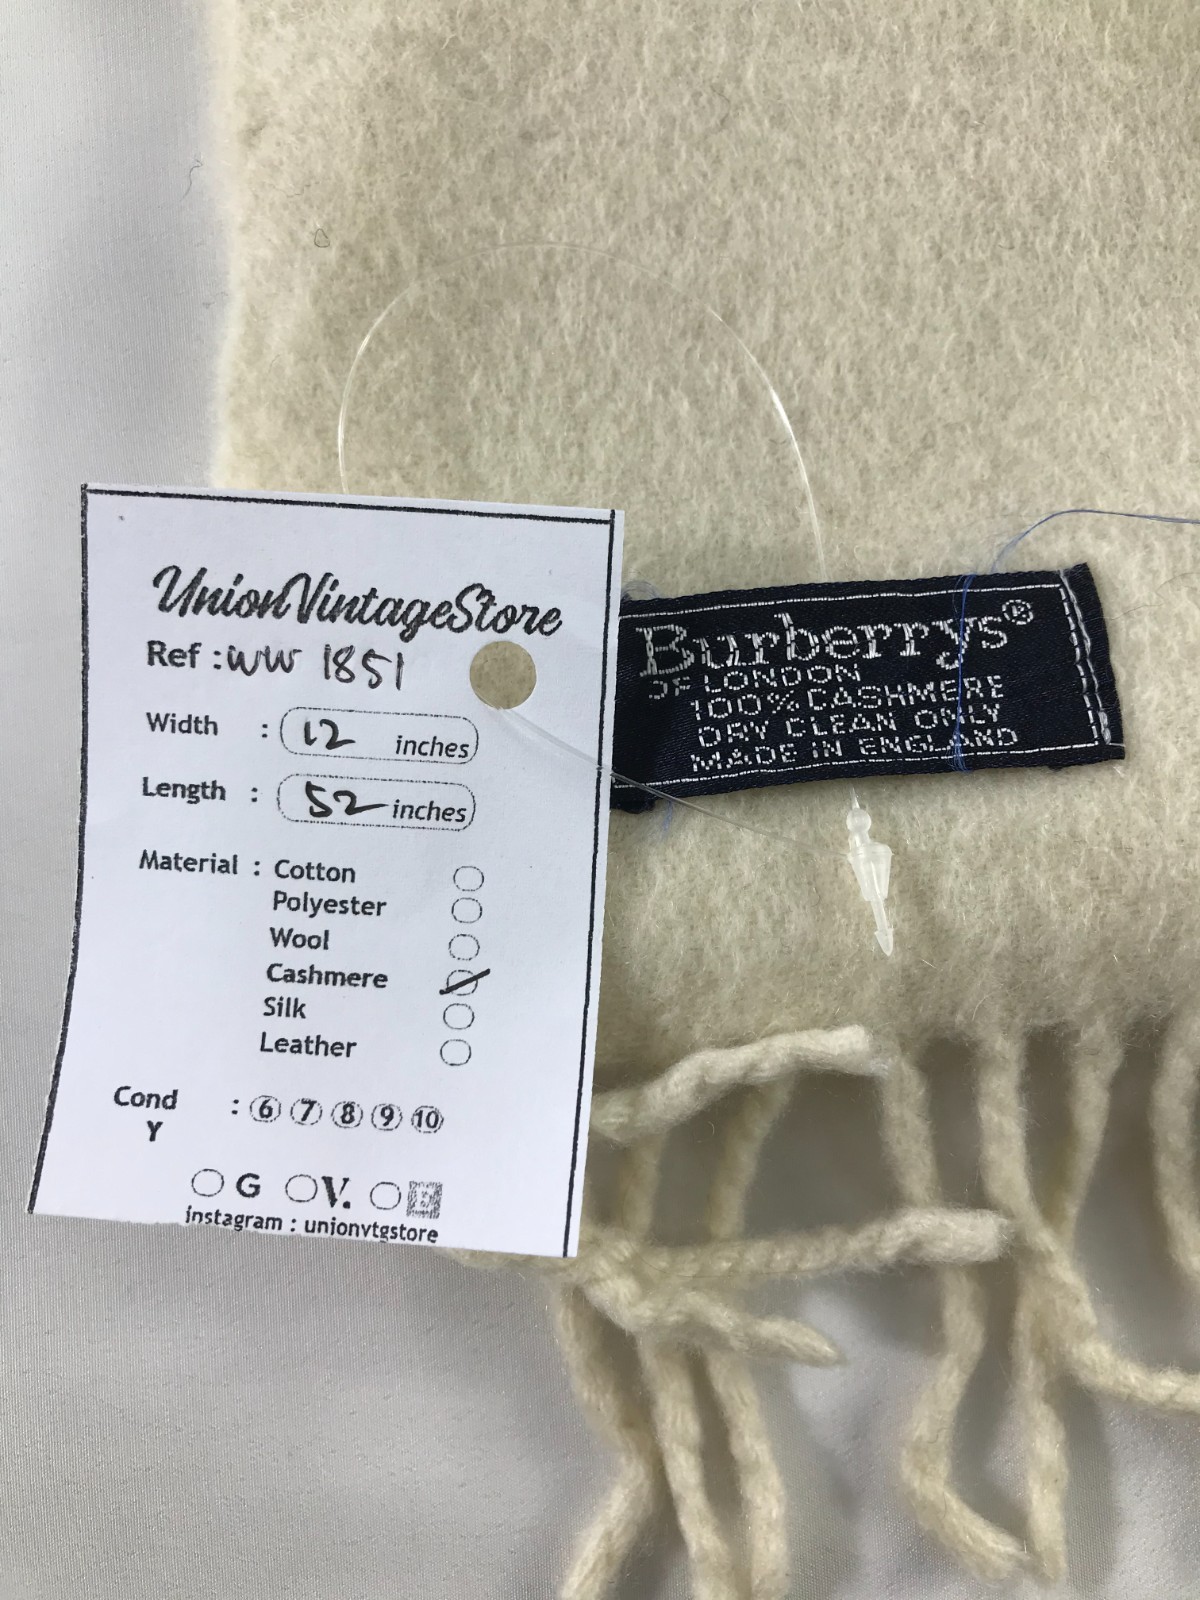 UnionVintageStore
Ref : WW 1851
Width : 12 inches
Length : 52 inches
Material : Cotton
Polyester
Wool
Cashmere
Silk
Leather
Cond : 6 7 8 9 10
Y
G V. E
instagram : unionvtgstore
Burberrys®
OF LONDON
100% CASHMERE
DRY CLEAN ONLY
MADE IN ENGLAND